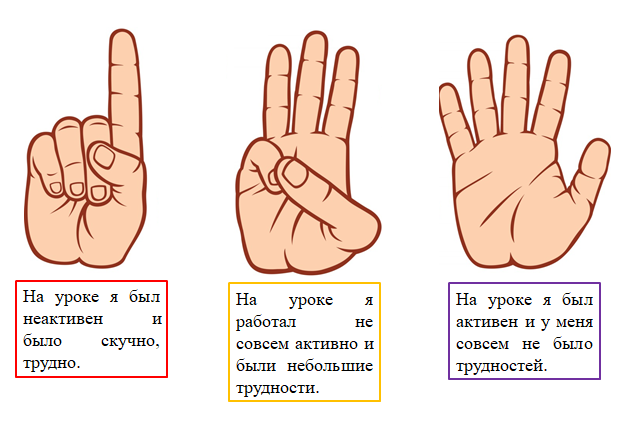 На уроке я был
неактивен и
было скучно,
трудно.
На уроке я
работал не
совсем активно и
были небольшие
трудности.
На уроке я был
активен и у меня
совсем не было
трудностей.